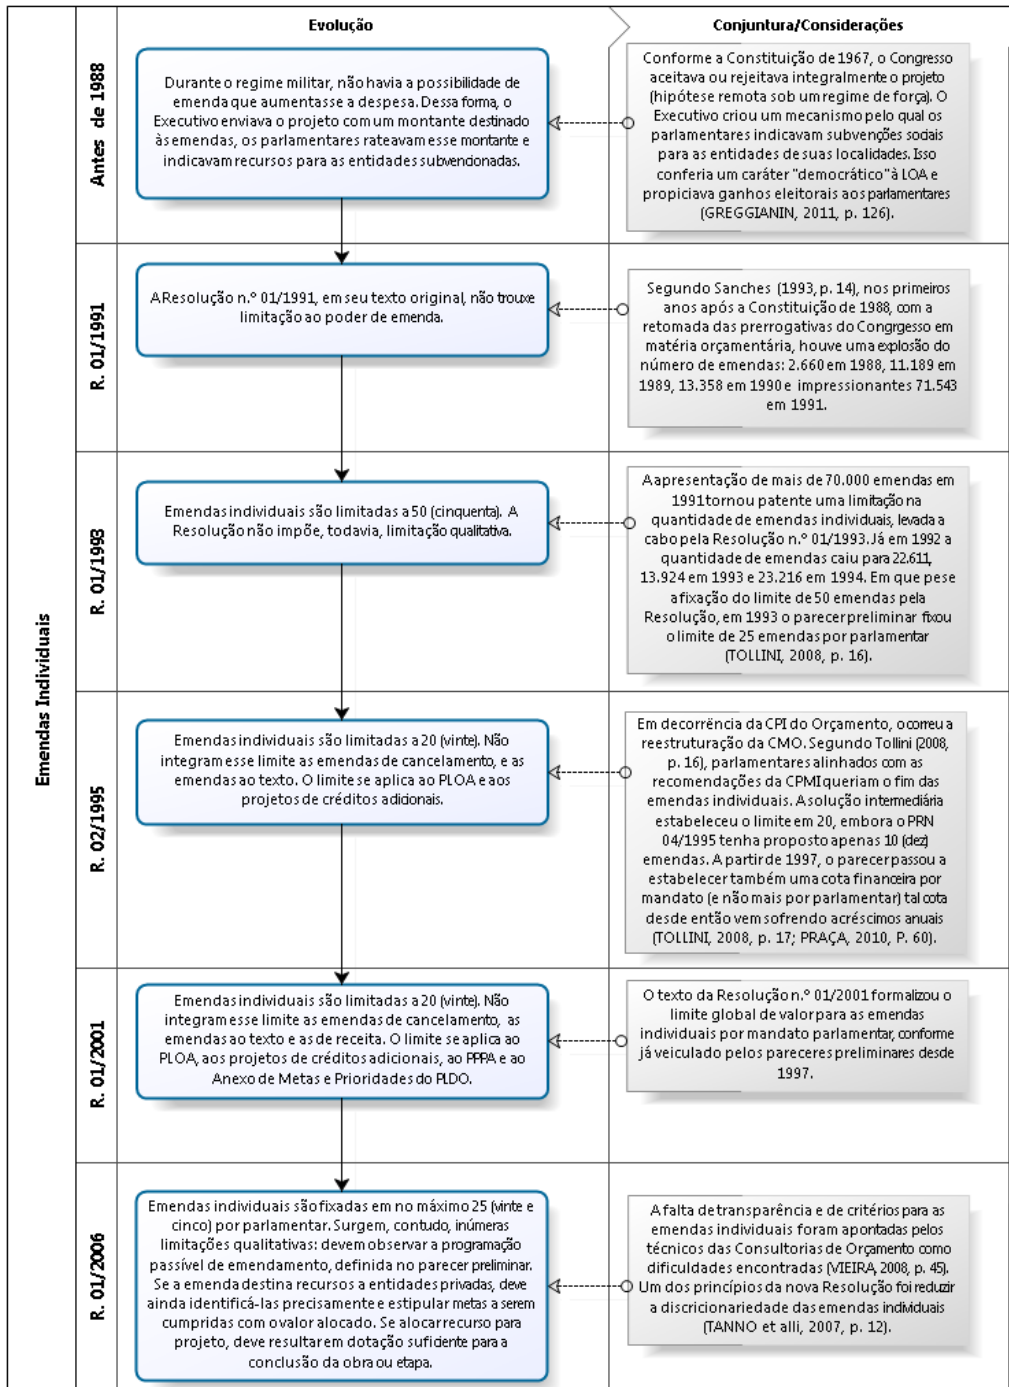 Evolução
Conjuntura/Considerações
Emendas Individuais
Antes de 1988
Durante o regime militar, não havia a possibilidade de
emenda que aumentasse a despesa. Dessa forma, o
Executivo enviava o projeto com um montante destinado
às emendas, os parlamentares rateavam esse montante e
indicavam recursos para as entidades subvencionadas.
Conforme a Constituição de 1967, o Congresso
aceitava ou rejeitava integralmente o projeto
(hipótese remota sob um regime de força). O
Executivo criou um mecanismo pelo qual os
parlamentares indicavam subvenções sociais
para as entidades de suas localidades. Isso
conferia um caráter "democrático" à LOA e
propiciava ganhos eleitorais aos parlamentares
(GREGGIANIN, 2011, p. 126).
R. 01/1991
A Resolução n.º 01/1991, em seu texto original, não trouxe
limitação ao poder de emenda.
Segundo Sanches (1993, p. 14), nos primeiros
anos após a Constituição de 1988, com a
retomada das prerrogativas do Congrgesso em
matéria orçamentária, houve uma explosão do
número de emendas: 2.660 em 1988, 11.189 em
1989, 13.358 em 1990 e impressionantes 71.543
em 1991.
R. 01/1993
Emendas individuais são limitadas a 50 (cinquenta). A
Resolução não impõe, todavia, limitação qualitativa.
A apresentação de mais de 70.000 emendas em
1991 tornou patente uma limitação na
quantidade de emendas individuais, levada a
cabo pela Resolução n.º 01/1993. Já em 1992 a
quantidade de emendas caiu para 22.611,
13.924 em 1993 e 23.216 em 1994. Em que pese
a fixação do limite de 50 emendas pela
Resolução, em 1993 o parecer preliminar fixou
o limite de 25 emendas por parlamentar
(TOLLINI, 2008, p. 16).
R. 02/1995
Emendas individuais são limitadas a 20 (vinte). Não
integram esse limite as emendas de cancelamento, e as
emendas ao texto. O limite se aplica ao PLOA e aos
projetos de créditos adicionais.
Em decorrência da CPI do Orçamento, ocorreu a
reestruturação da CMO. Segundo Tollini (2008,
p. 16), parlamentares alinhados com as
recomendações da CPMI queriam o fim das
emendas individuais. A solução intermediária
estabeleceu o limite em 20, embora o PRN
04/1995 tenha proposto apenas 10 (dez)
emendas. A partir de 1997, o parecer passou a
estabelecer também uma cota financeira por
mandato (e não mais por parlamentar) tal cota
desde então vem sofrendo acréscimos anuais
(TOLLINI, 2008, p. 17; PRAÇA, 2010, P. 60).
R. 01/2001
Emendas individuais são limitadas a 20 (vinte). Não
integram esse limite as emendas de cancelamento, as
emendas ao texto e as de receita. O limite se aplica ao
PLOA, aos projetos de créditos adicionais, ao PPPA e ao
Anexo de Metas e Prioridades do PLDO.
O texto da Resolução n.º 01/2001 formalizou o
limite global de valor para as emendas
individuais por mandato parlamentar, conforme
já veiculado pelos pareceres preliminares desde
1997.
R. 01/2006
Emendas individuais são fixadas em no máximo 25 (vinte e
cinco) por parlamentar. Surgem, contudo, inúmeras
limitações qualitativas: devem observar a programação
passível de emendamento, definida no parecer preliminar.
Se a emenda destina recursos a entidades privadas, deve
ainda identificá-las precisamente e estipular metas a serem
cumpridas com o valor alocado. Se alocar recurso para
projeto, deve resultar em dotação suficiente para a
conclusão da obra ou etapa.
A falta de transparência e de critérios para as
emendas individuais foram apontadas pelos
técnicos das Consultorias de Orçamento como
dificuldades encontradas (VIEIRA, 2008, p. 45).
Um dos princípios da nova Resolução foi reduzir
a discricionariedade das emendas individuais
(TANNO et alli, 2007, p. 12).